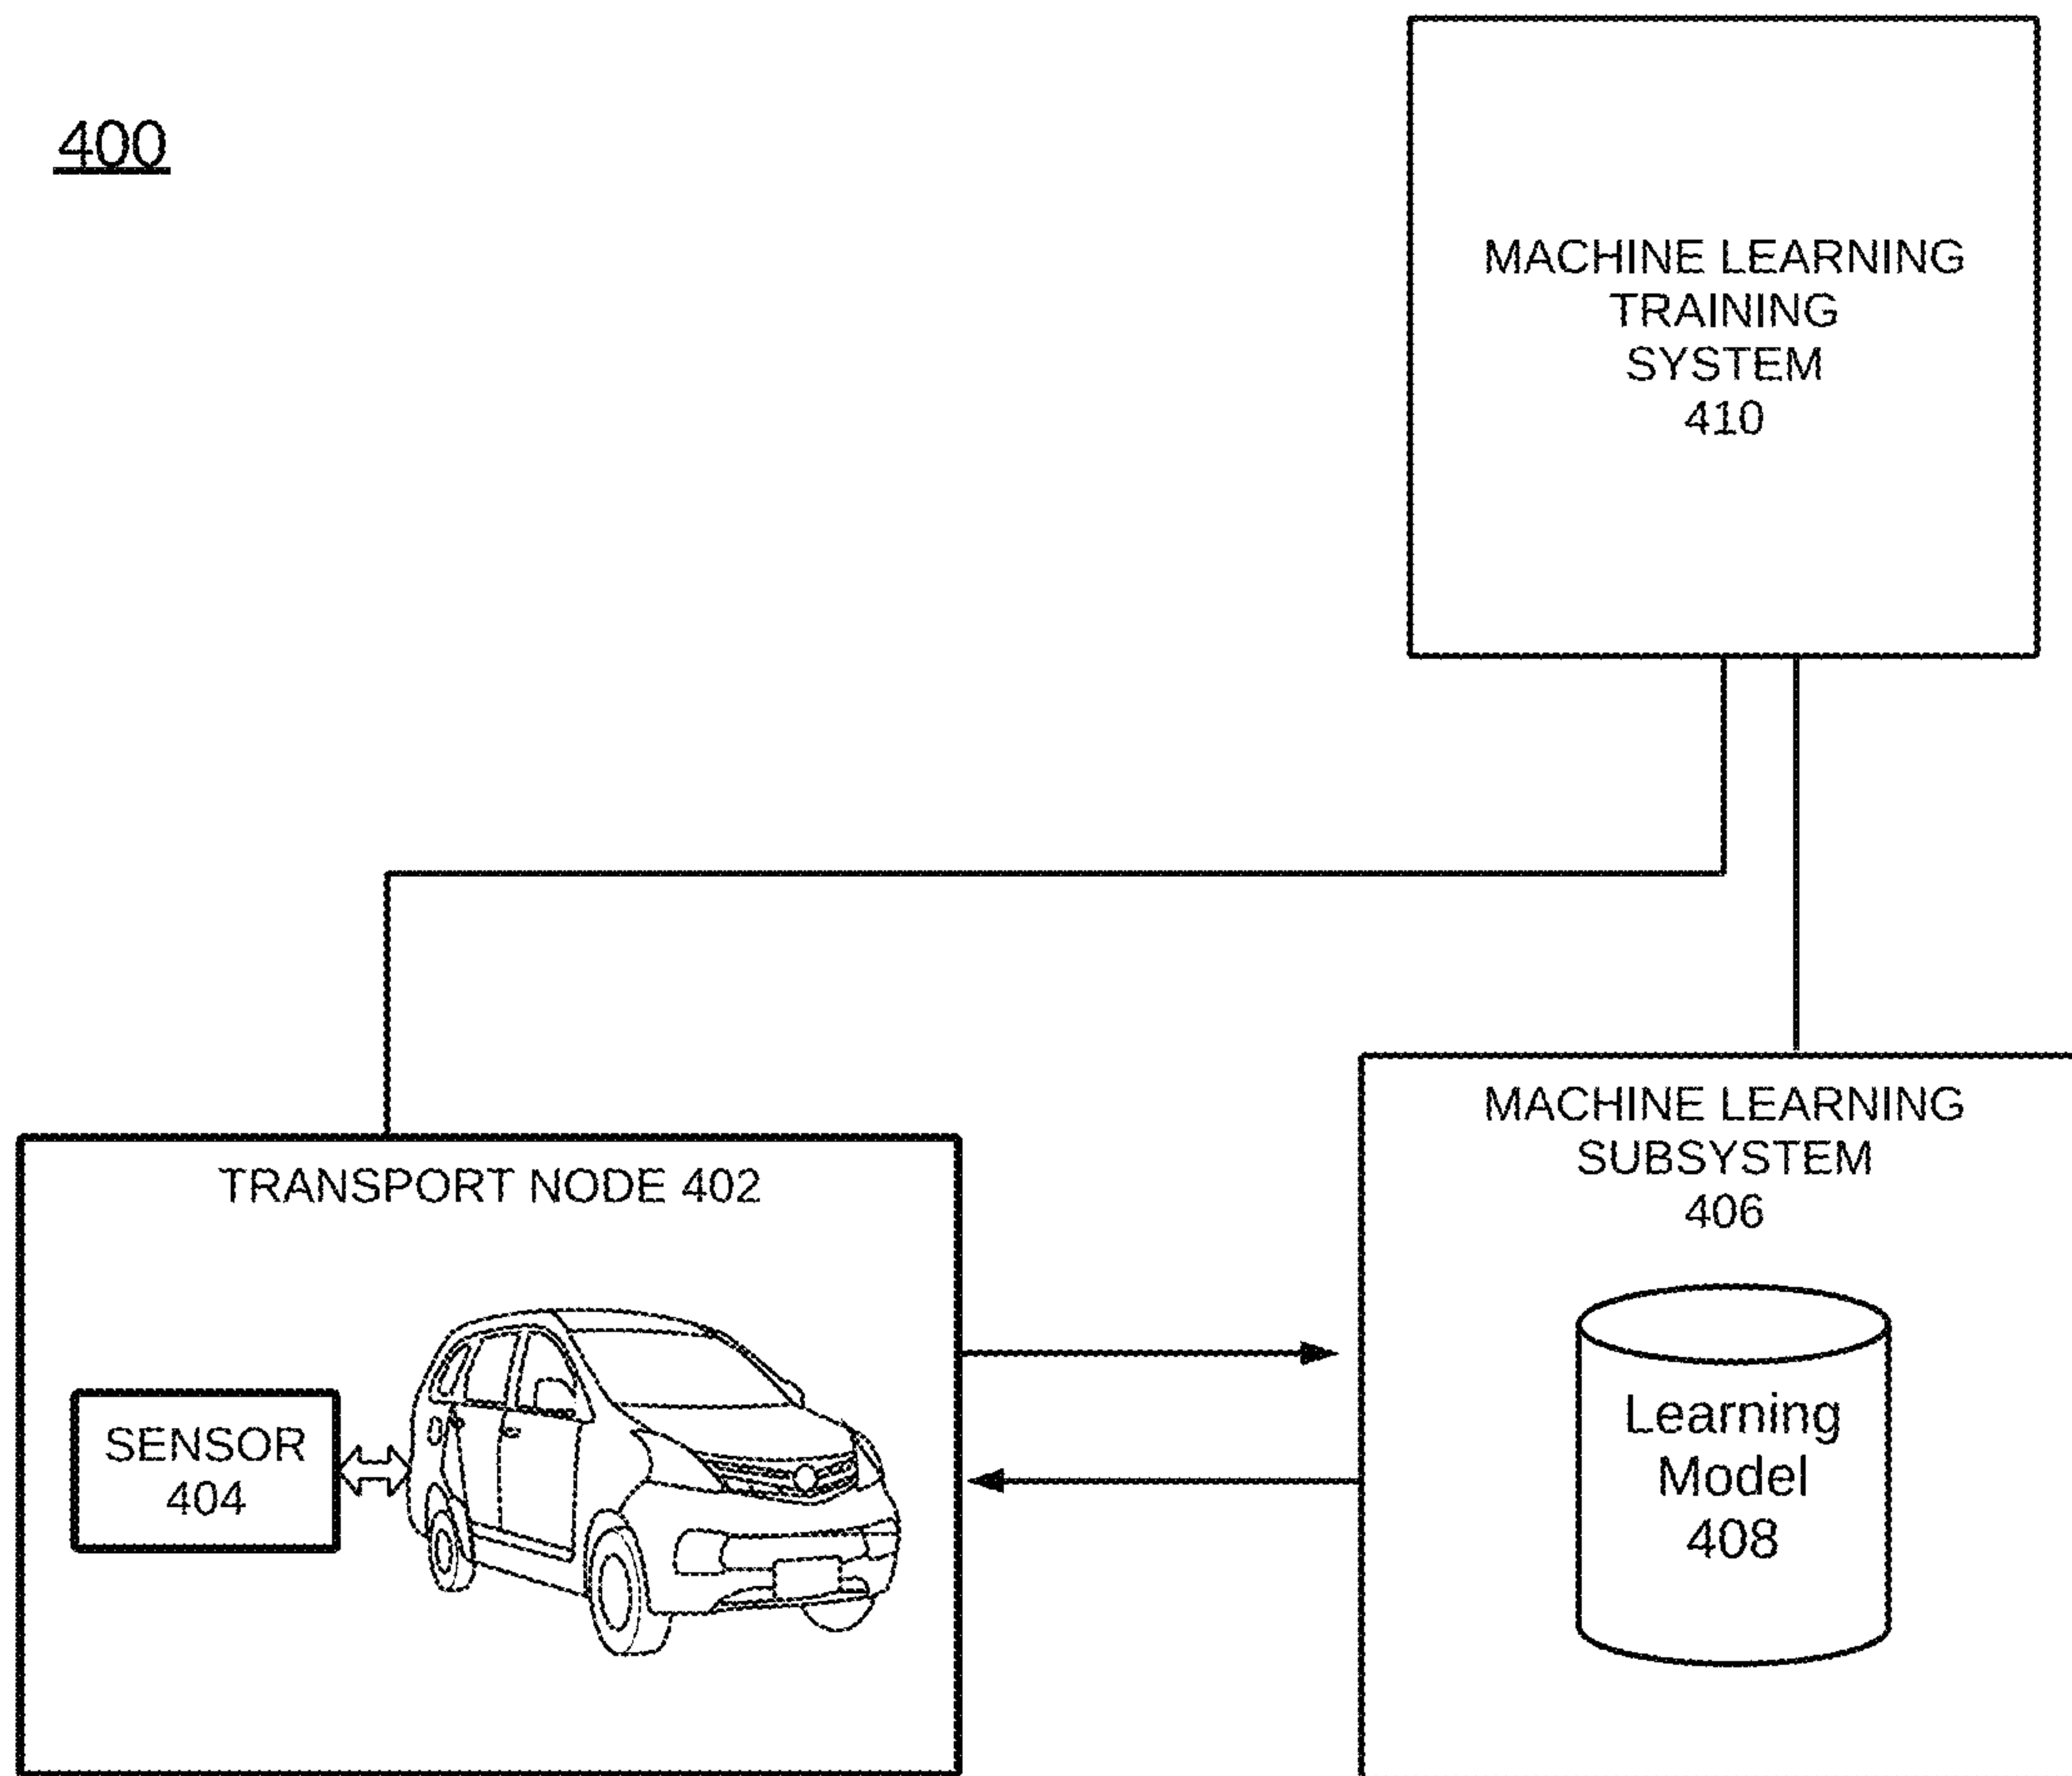 400
MACHINE LEARNING
TRAINING
SYSTEM
410
TRANSPORT NODE 402
SENSOR
404
MACHINE LEARNING
SUBSYSTEM
406
Learning
Model
408